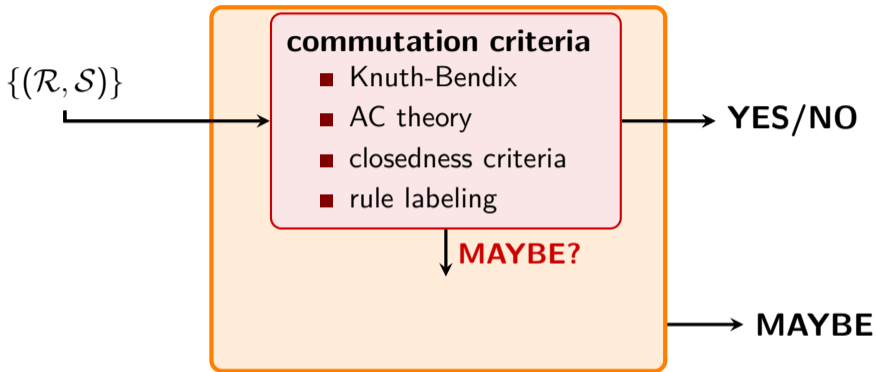 commutation criteria
{(R, S)}
Knuth-Bendix
AC theory
YES/NO
closedness criteria
rule labeling
MAYBE?
MAYBE